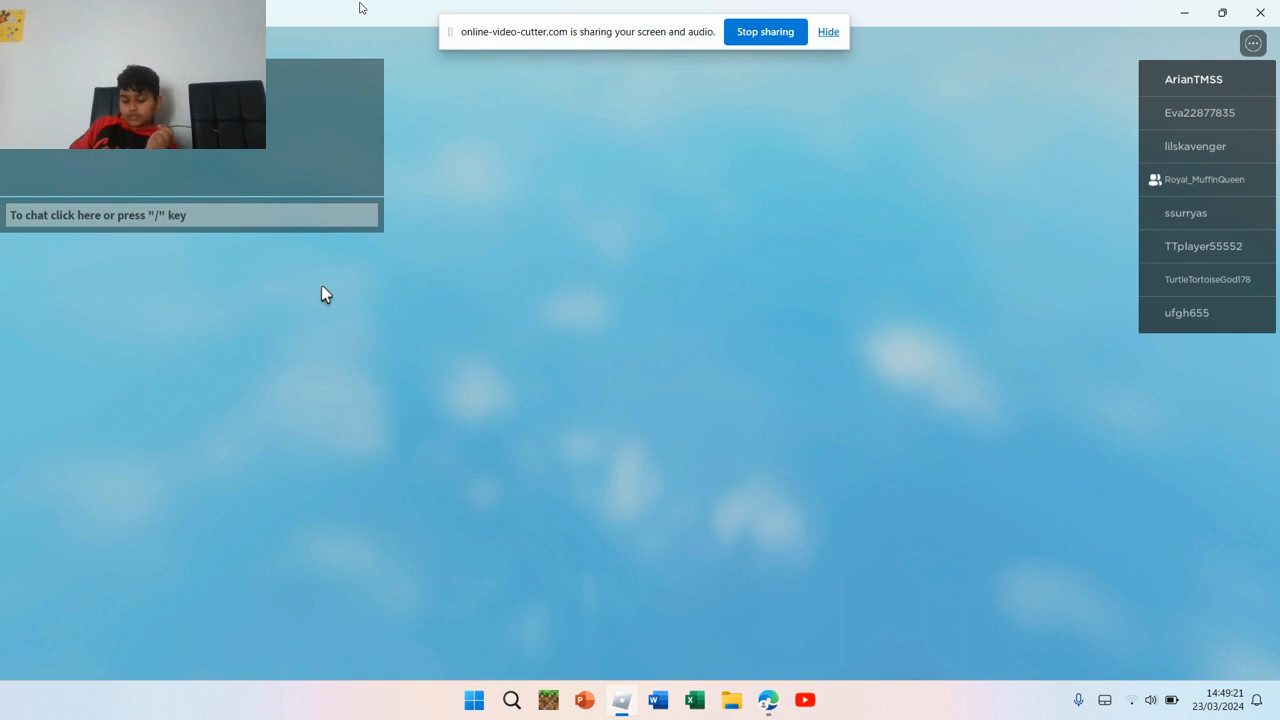 online-video-cutter.com is sharing your screen and audio.
Stop sharing
Hide
To chat click here or press "/" key
ArianTMSS
Eva22877835
lilskavenger
Royal_MuffinQueen
ssurryas
TTplayer55552
TurtleTortoiseGod178
ufgh655
14:49:21
23/03/2024